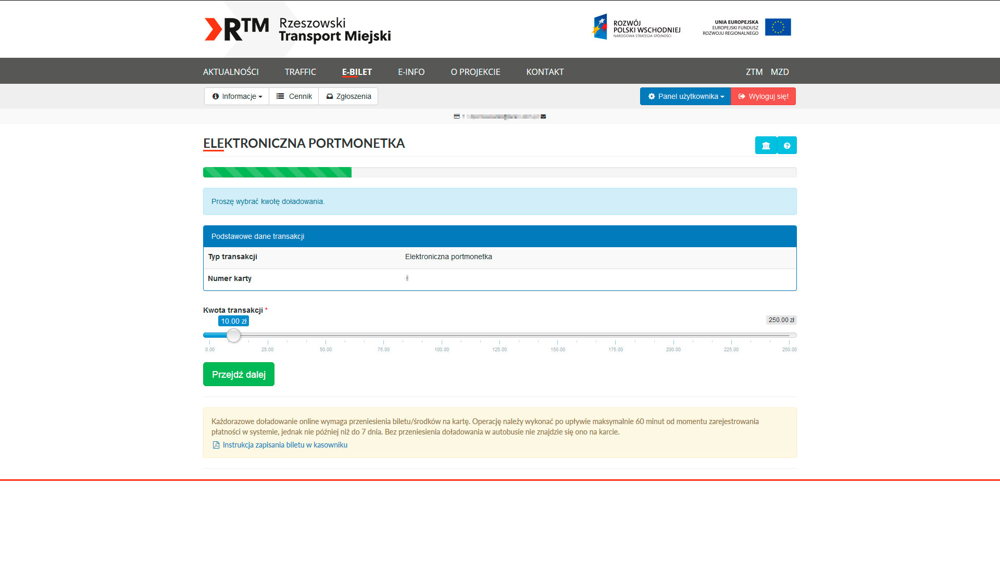 RTM Rzeszowski
Transport Miejski
ROZWÓJ
POLSKI WSCHODNIEJ
NARODOWA STRATEGIA SPÓJNOŚCI
UNIA EUROPEJSKA
EUROPEJSKI FUNDUSZ
ROZWOJU REGIONALNEGO
AKTUALNOŚCI TRAFFIC E-BILET E-INFO O PROJEKCIE KONTAKT ZTM MZD
Informacje Cennik Zgłoszenia Panel użytkownika Wyloguj się!
ELEKTRONICZNA PORTMONETKA
Proszę wybrać kwotę doładowania.
Podstawowe dane transakcji
Typ transakcji Elektroniczna portmonetka
Numer karty
Kwota transakcji *
10.00 zł 250.00 zł
0.00 25.00 50.00 75.00 100.00 125.00 150.00 175.00 200.00 225.00 250.00
Przejdź dalej
Każdorazowe doładowanie online wymaga przeniesienia biletu/środków na kartę. Operację należy wykonać po upływie maksymalnie 60 minut od momentu zarejestrowania
płatności w systemie, jednak nie później niż do 7 dnia. Bez przeniesienia doładowania w autobusie nie znajdzie się ono na karcie.
Instrukcja zapisania biletu w kasowniku